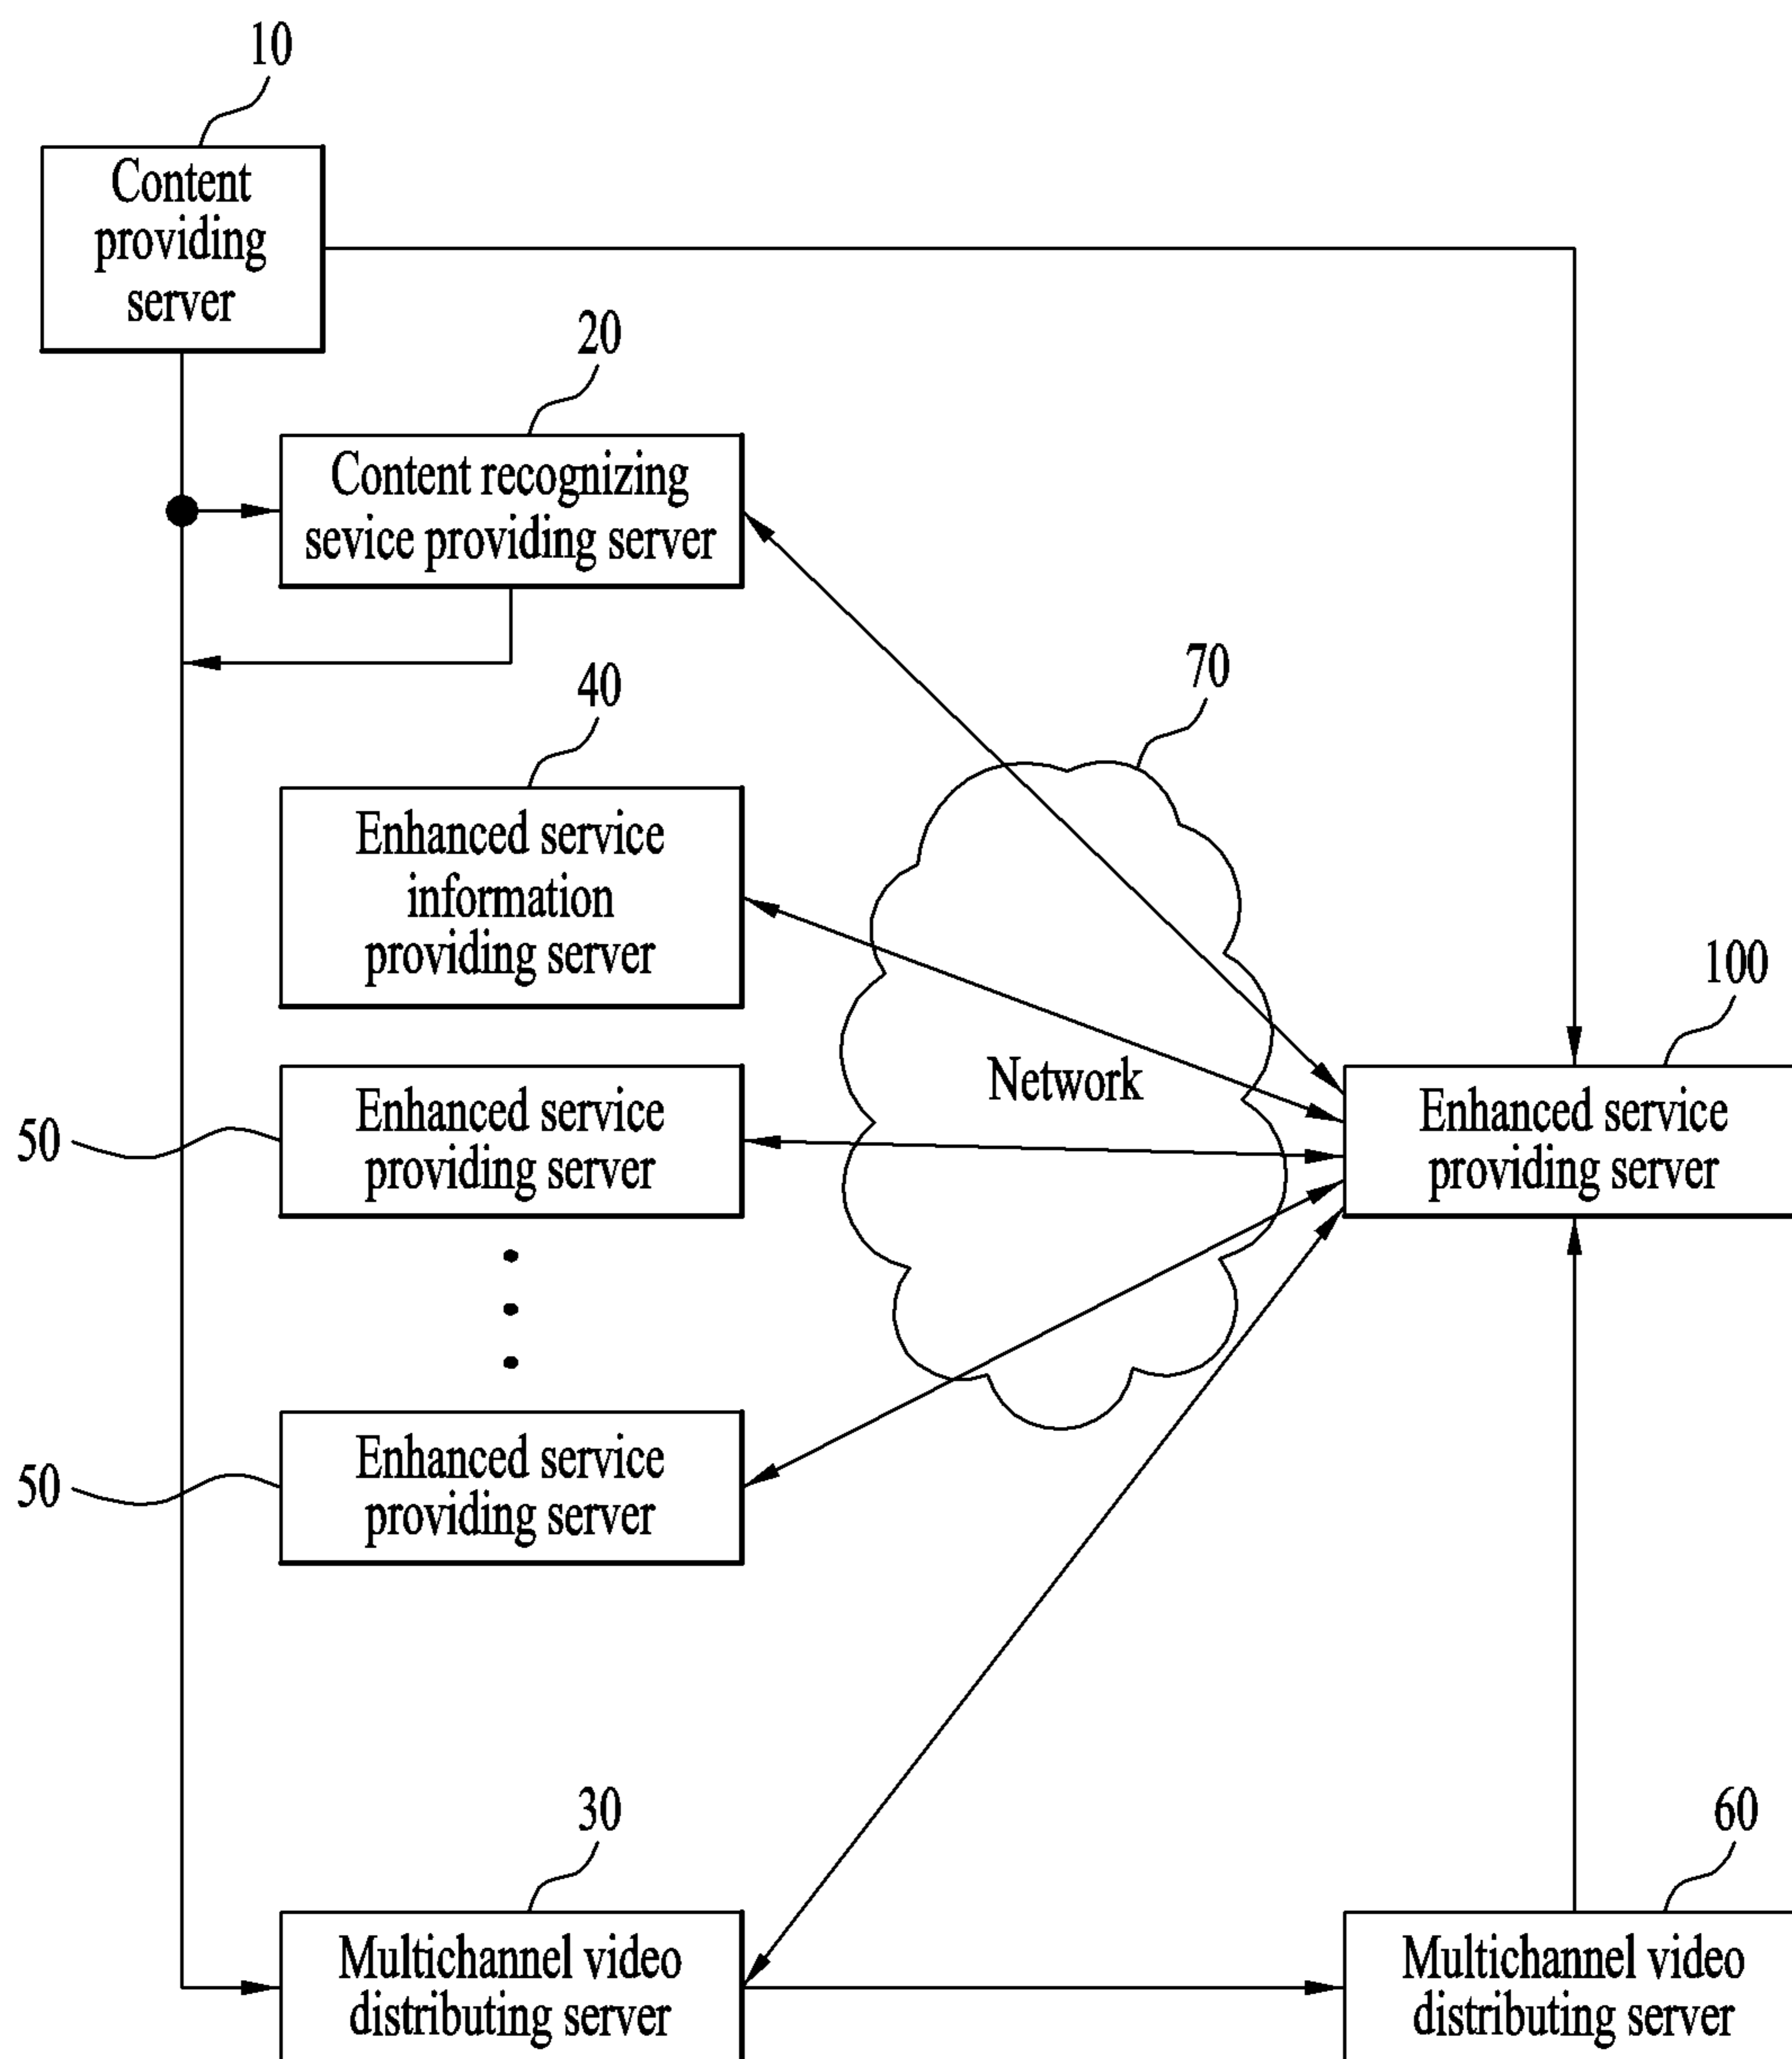 10
Content
providing
server
20
Content recognizing
sevice providing server
40
Enhanced service
information
providing server
70
Network
100
Enhanced service
providing server
50
Enhanced service
providing server
50
Enhanced service
providing server
30
Multichannel video
distributing server
60
Multichannel video
distributing server